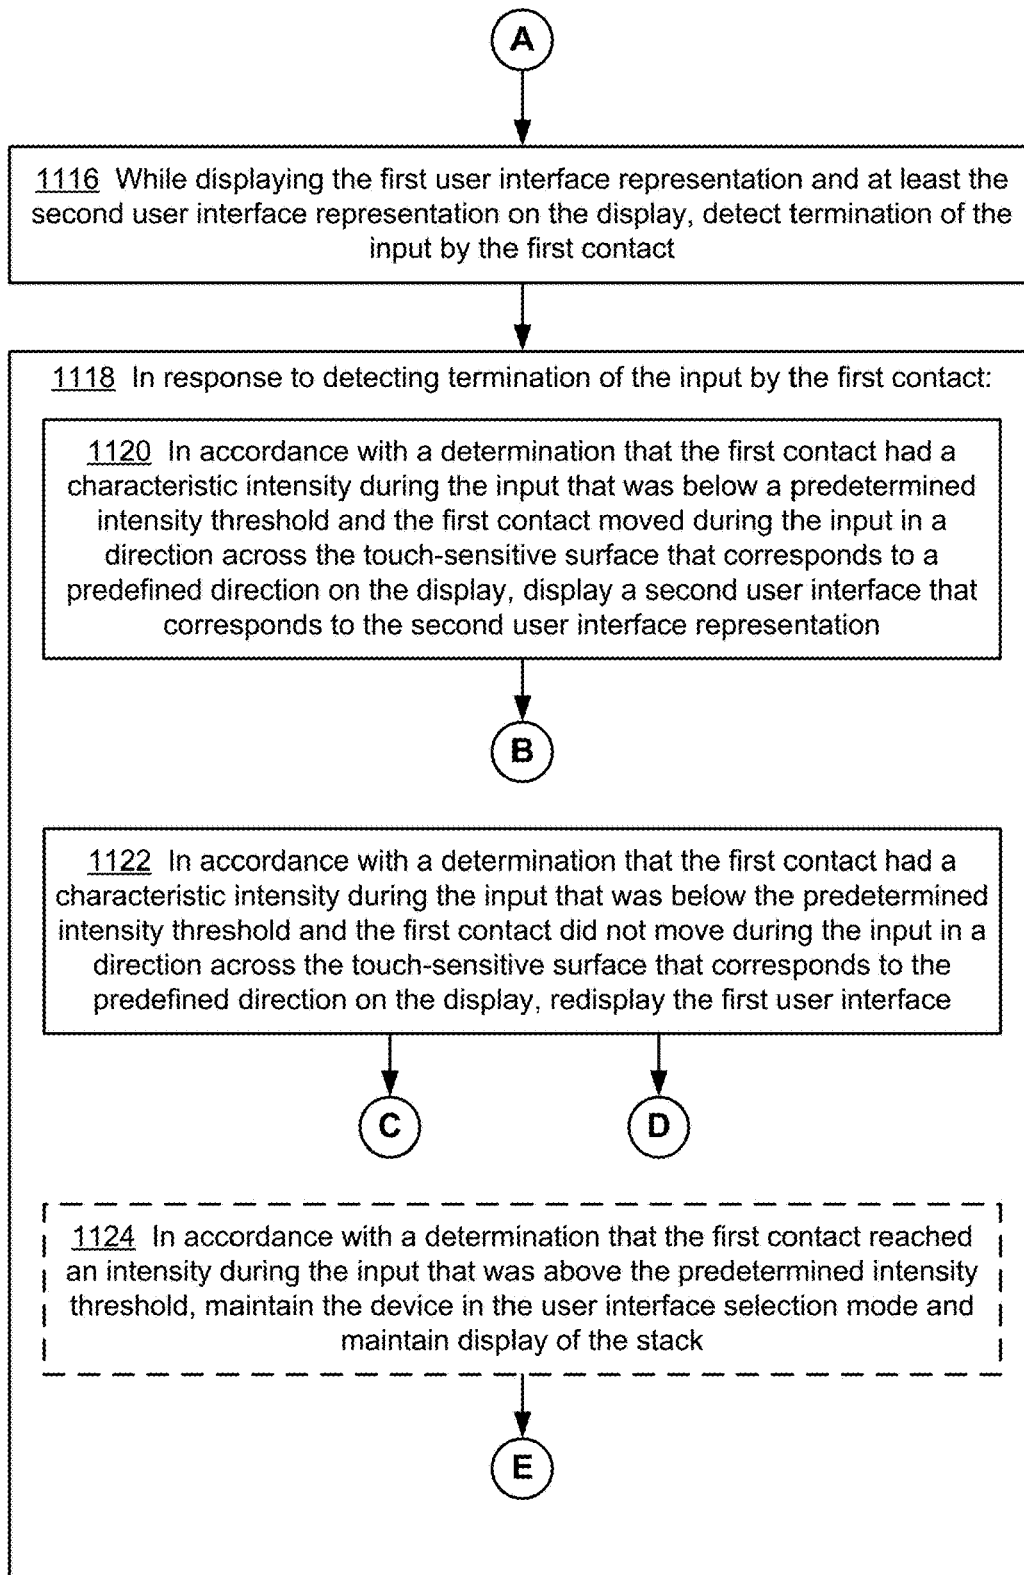 A
1116 While displaying the first user interface representation and at least the
second user interface representation on the display, detect termination of the
input by the first contact
1118 In response to detecting termination of the input by the first contact:
1120 In accordance with a determination that the first contact had a
characteristic intensity during the input that was below a predetermined
intensity threshold and the first contact moved during the input in a
direction across the touch-sensitive surface that corresponds to a
predefined direction on the display, display a second user interface that
corresponds to the second user interface representation
B
1122 In accordance with a determination that the first contact had a
characteristic intensity during the input that was below the predetermined
intensity threshold and the first contact did not move during the input in a
direction across the touch-sensitive surface that corresponds to the
predefined direction on the display, redisplay the first user interface
C D
1124 In accordance with a determination that the first contact reached
an intensity during the input that was above the predetermined intensity
threshold, maintain the device in the user interface selection mode and
maintain display of the stack
E